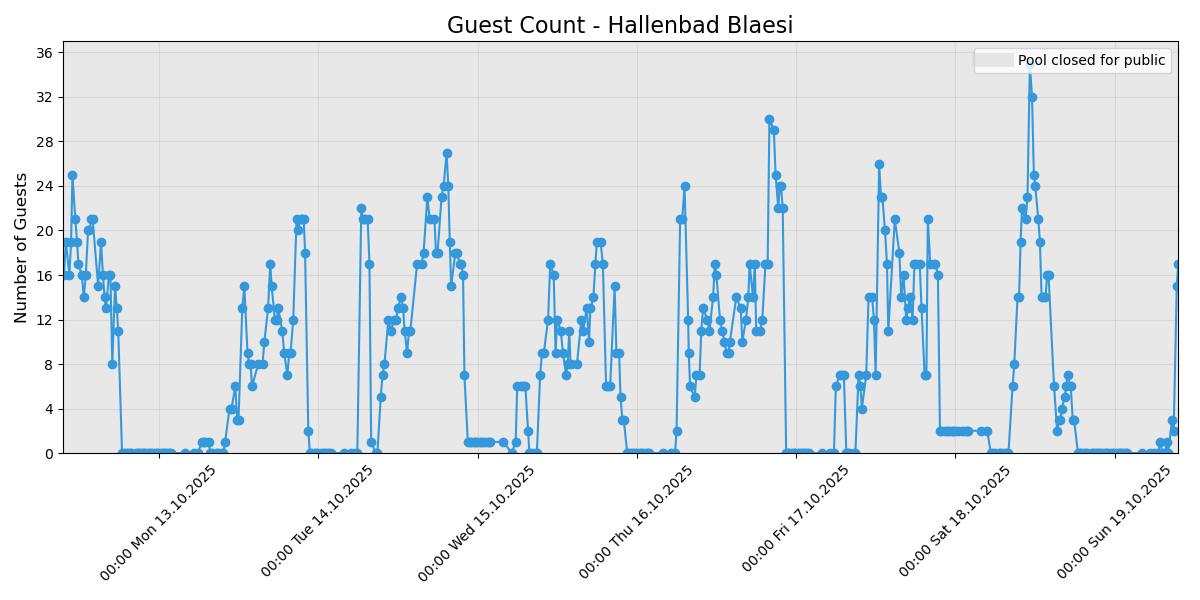 Guest Count - Hallenbad Blaesi
Pool closed for public
Number of Guests
36
32
28
24
20
16
12
8
4
0
00:00 Mon 13.10.2025
00:00 Tue 14.10.2025
00:00 Wed 15.10.2025
00:00 Thu 16.10.2025
00:00 Fri 17.10.2025
00:00 Sat 18.10.2025
00:00 Sun 19.10.2025